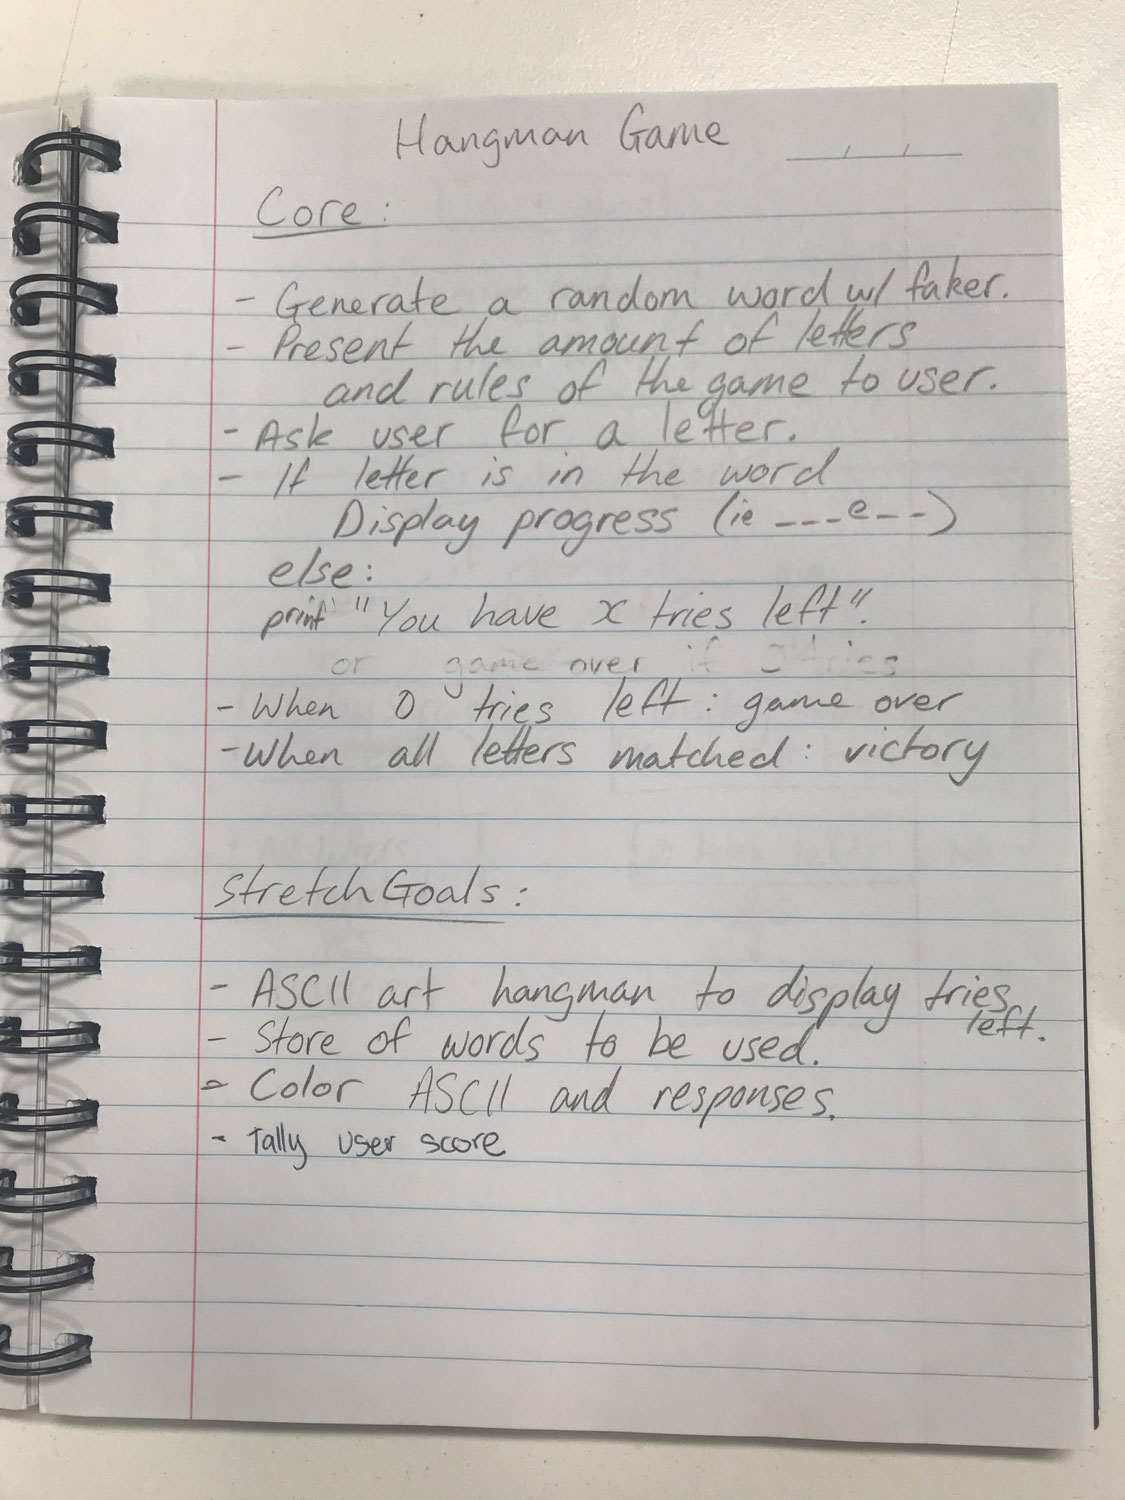 Hangman Game
Core:
- Generate a random word w/ faker.
- Present the amount of letters
and rules of the game to user.
- Ask user for a letter.
- If letter is in the word
Display progress (ie ___e__)
else:
print "You have x tries left".
or game over if 0 tries
- When 0 tries left: game over
- When all letters matched: victory
Stretch Goals:
- ASCII art hangman to display tries
left.
- Store of words to be used.
- Color ASCII and responses.
- Tally user score